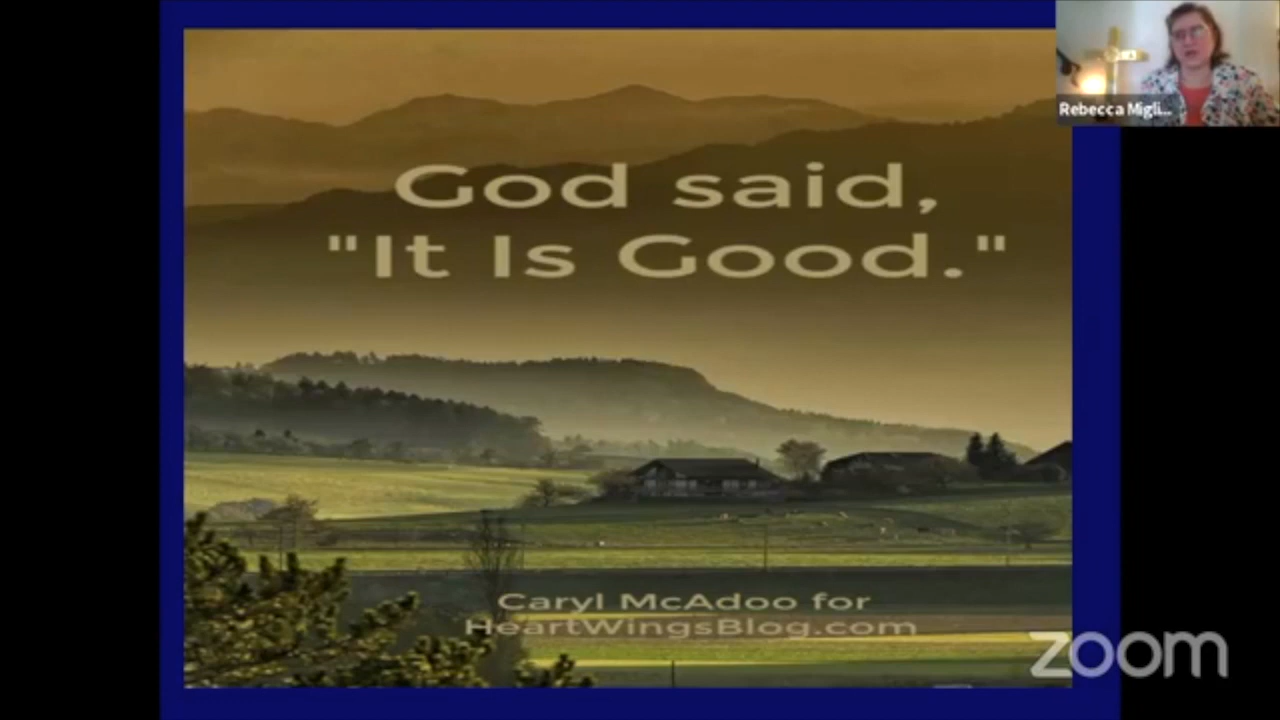 Rebecca Migli...
God said,
"It Is Good."
Caryl McAdoo for
HeartWingsBlog.com
zoom